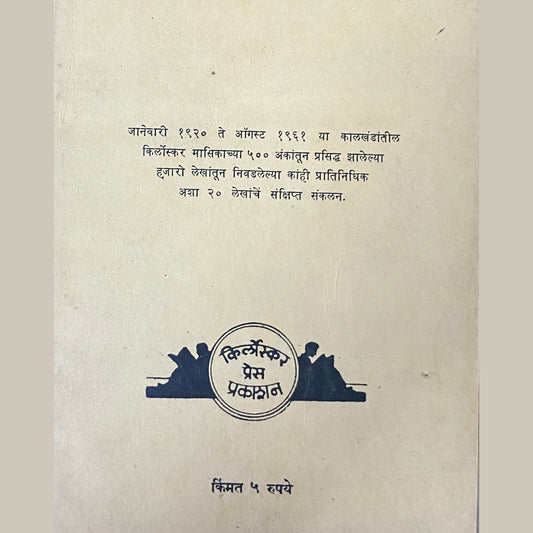 जानेवारी १९२० ते ऑगस्ट १९६१ या कालखंडांतील
किर्लोस्कर मासिकाच्या ५०० अंकांतून प्रसिद्ध झालेल्या
हजारो लेखांतून निवडलेल्या कांही प्रातिनिधिक
अशा २० लेखांचें संक्षिप्त संकलन.
किर्लोस्कर
प्रेस
प्रकाशन
किंमत ५ रुपये